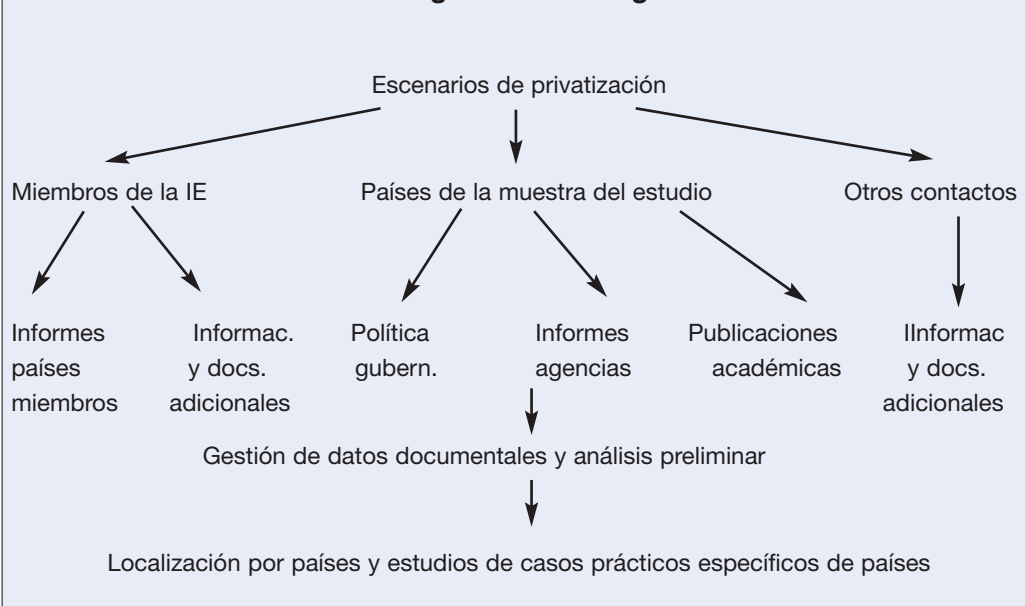 Escenarios de privatización
Miembros de la IE Países de la muestra del estudio Otros contactos
Informes Informac. Política Informes Publicaciones IInformac
países y docs. gubern. agencias académicas y docs.
miembros adicionales adicionales
Gestión de datos documentales y análisis preliminar
Localización por países y estudios de casos prácticos específicos de países